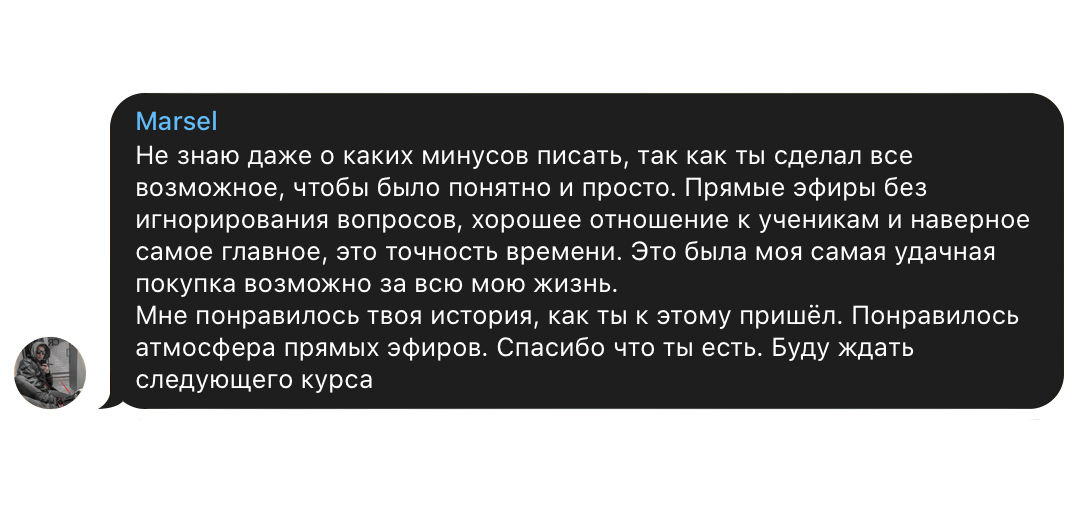 Marsel
Не знаю даже о каких минусов писать, так как ты сделал все
возможное, чтобы было понятно и просто. Прямые эфиры без
игнорирования вопросов, хорошее отношение к ученикам и наверное
самое главное, это точность времени. Это была моя самая удачная
покупка возможно за всю мою жизнь.
Мне понравилось твоя история, как ты к этому пришёл. Понравилось
атмосфера прямых эфиров. Спасибо что ты есть. Буду ждать
следующего курса